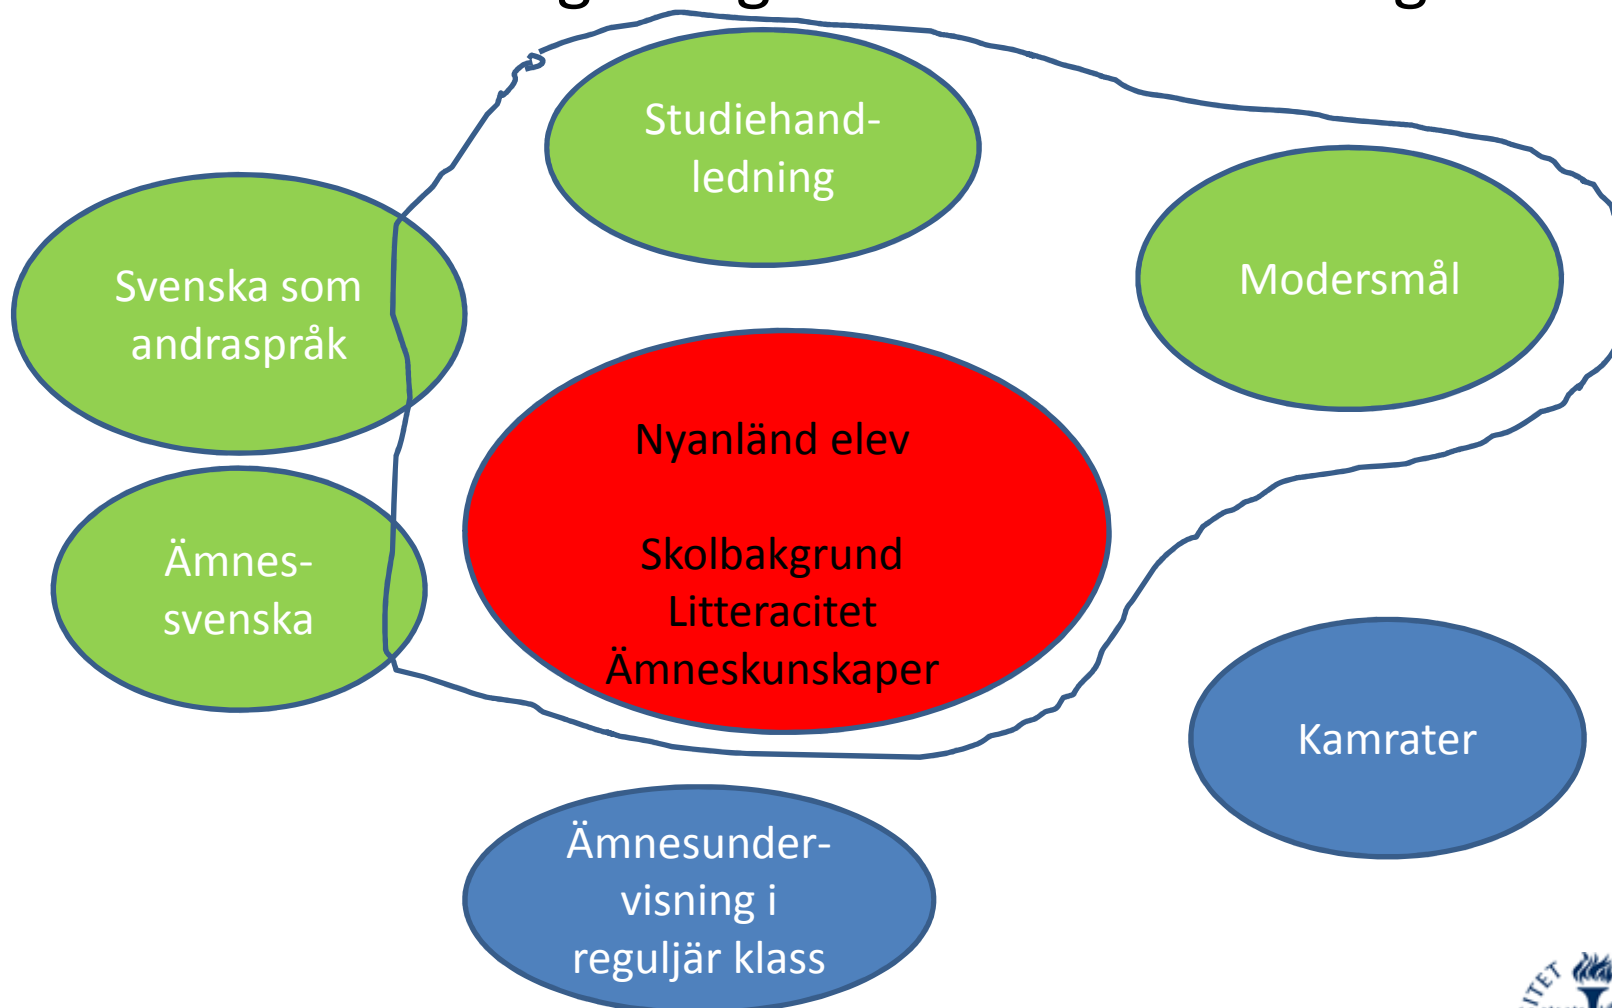 Studiehand-
ledning
Modersmål
Svenska som
andraspråk
Nyanländ elev
Skolbakgrund
Litteracitet
Ämneskunskaper
Ämnes-
svenska
Kamrater
Ämnesunder-
visning i
reguljär klass